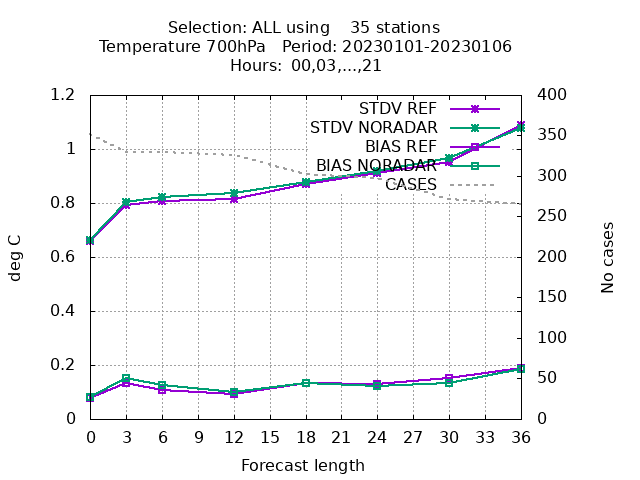 Selection: ALL using    35 stations
Temperature 700hPa   Period: 20230101-20230106
Hours:  00,03,...,21
STDV REF
STDV NORADAR
BIAS REF
BIAS NORADAR
CASES
deg C
1.2
1
0.8
0.6
0.4
0.2
0
400
350
300
250
200
150
100
50
0
No cases
0 3 6 9 12 15 18 21 24 27 30 33 36
Forecast length